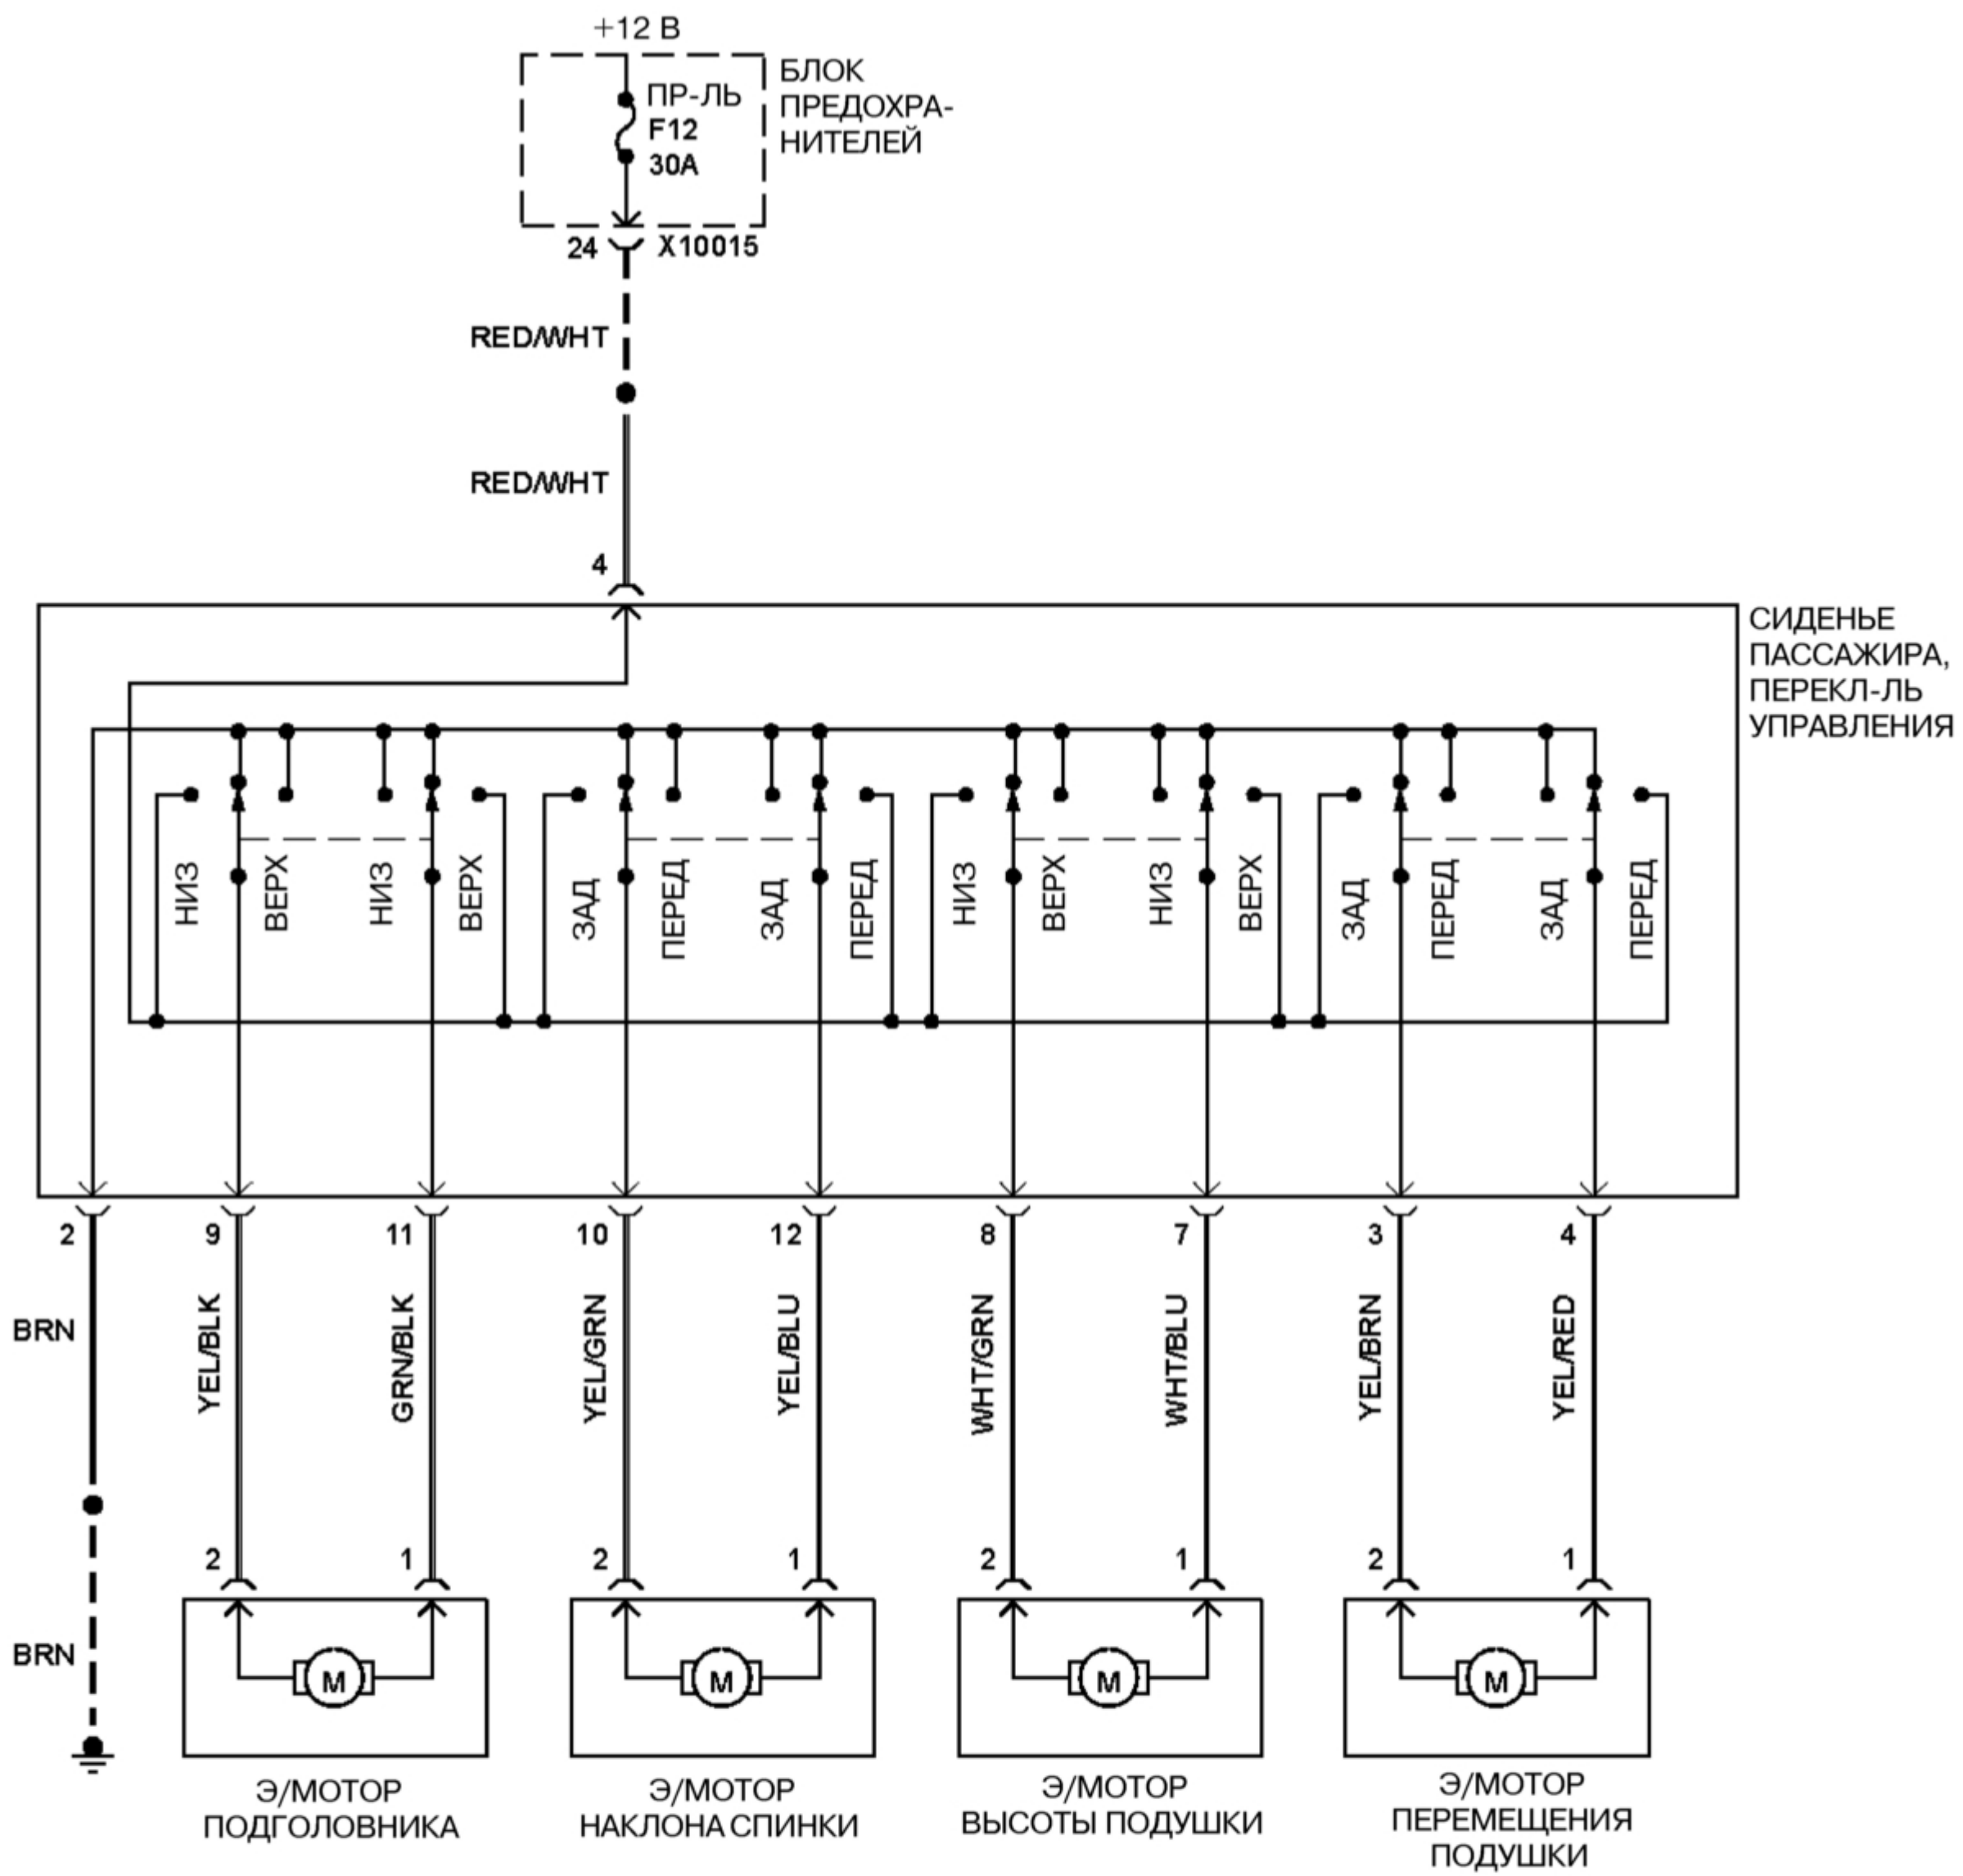 +12 В
ПР-ЛЬ
F12
30A
БЛОК
ПРЕДОХРА-
НИТЕЛЕЙ
24
X10015
RED/WHT
RED/WHT
4
СИДЕНЬЕ
ПАССАЖИРА,
ПЕРЕКЛ-ЛЬ
УПРАВЛЕНИЯ
НИЗ
ВЕРХ
НИЗ
ВЕРХ
ЗАД
ПЕРЕД
ЗАД
ПЕРЕД
НИЗ
ВЕРХ
НИЗ
ВЕРХ
ЗАД
ПЕРЕД
ЗАД
ПЕРЕД
2
9
11
10
12
8
7
3
4
BRN
YEL/BLK
GRN/BLK
YEL/GRN
YEL/BLU
WHT/GRN
WHT/BLU
YEL/BRN
YEL/RED
2
1
2
1
2
1
2
1
BRN
M
M
M
M
Э/МОТОР
ПОДГОЛОВНИКА
Э/МОТОР
НАКЛОНА СПИНКИ
Э/МОТОР
ВЫСОТЫ ПОДУШКИ
Э/МОТОР
ПЕРЕМЕЩЕНИЯ
ПОДУШКИ